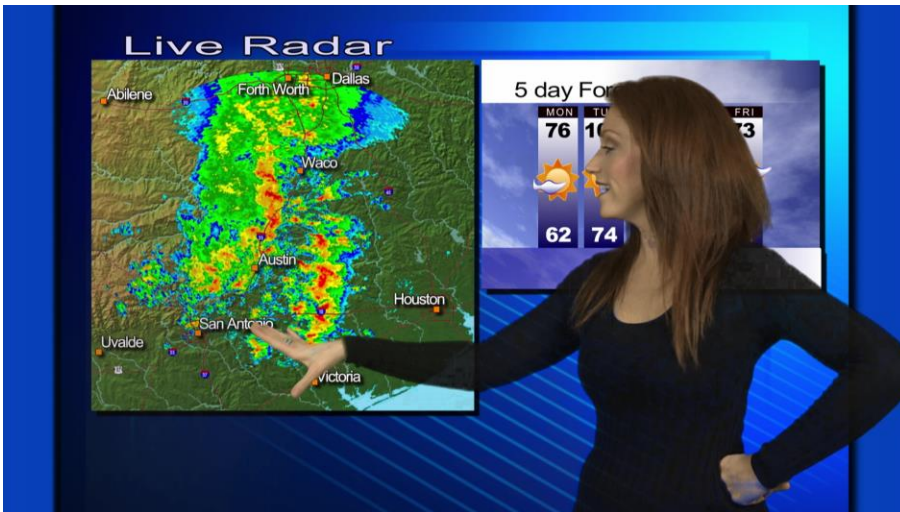 Live Radar
Abilene
Forth Worth
Dallas
Waco
Austin
San Antonio
Houston
Uvalde
Victoria
5 day
MON
FRI
76
62
74